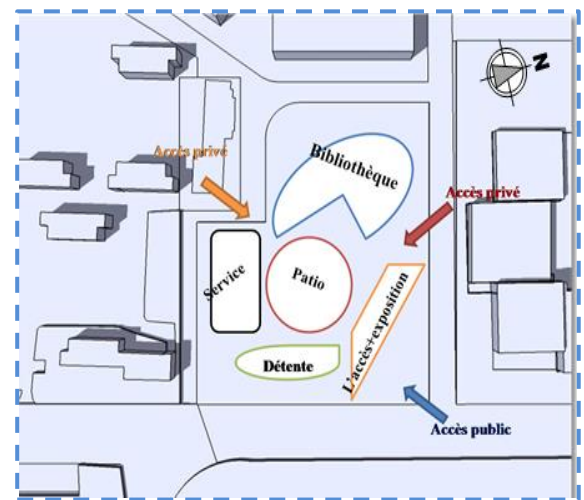 N
Accès privé
Bibliothèque
Accès privé
Service
Patio
L'accès+exposition
Détente
Accès public